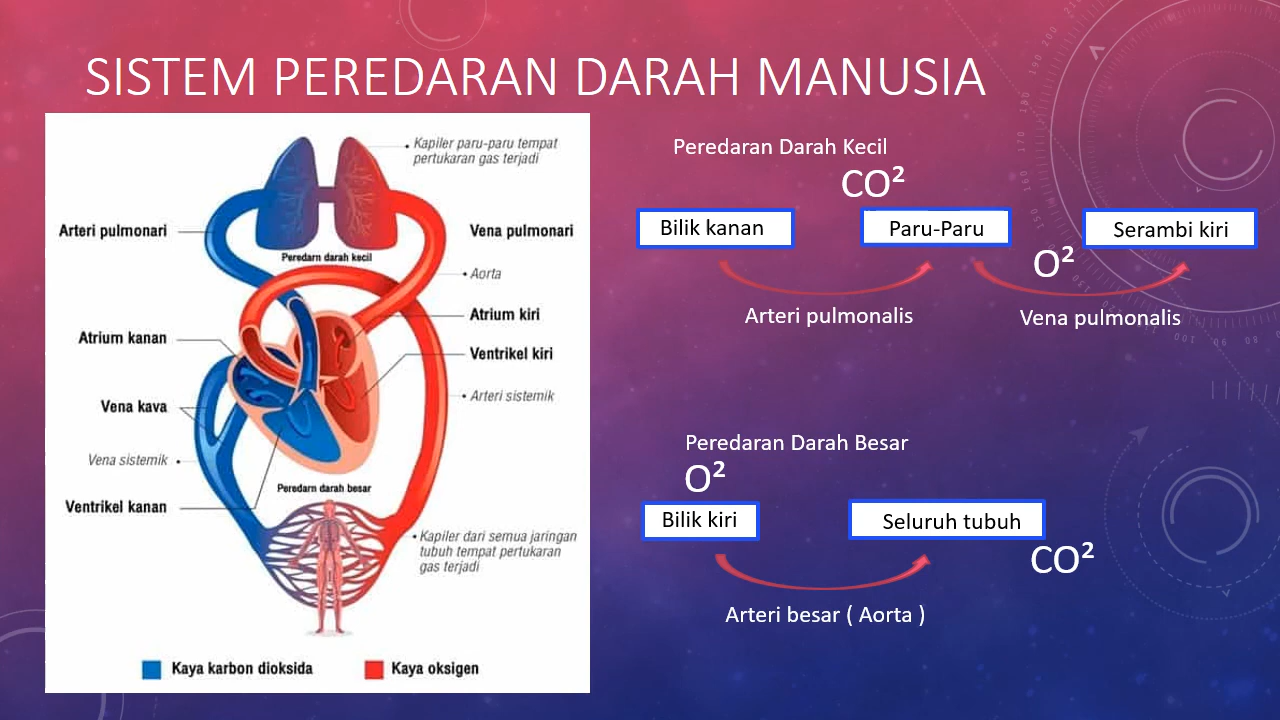 SISTEM PEREDARAN DARAH MANUSIA
Kapiler paru-paru tempat
pertukaran gas terjadi
Arteri pulmonari
Vena pulmonari
Peredarn darah kecil
Aorta
Atrium kiri
Atrium kanan
Ventrikel kiri
Arteri sistemik
Vena kava
Vena sistemik
Peredarn darah besar
Ventrikel kanan
Kapiler dari semua jaringan
tubuh tempat pertukaran
gas terjadi
Kaya karbon dioksida
Kaya oksigen
Peredaran Darah Kecil
CO²
Bilik kanan
Paru-Paru
Serambi kiri
O²
Arteri pulmonalis
Vena pulmonalis
Peredaran Darah Besar
O²
Bilik kiri
Seluruh tubuh
CO²
Arteri besar ( Aorta )